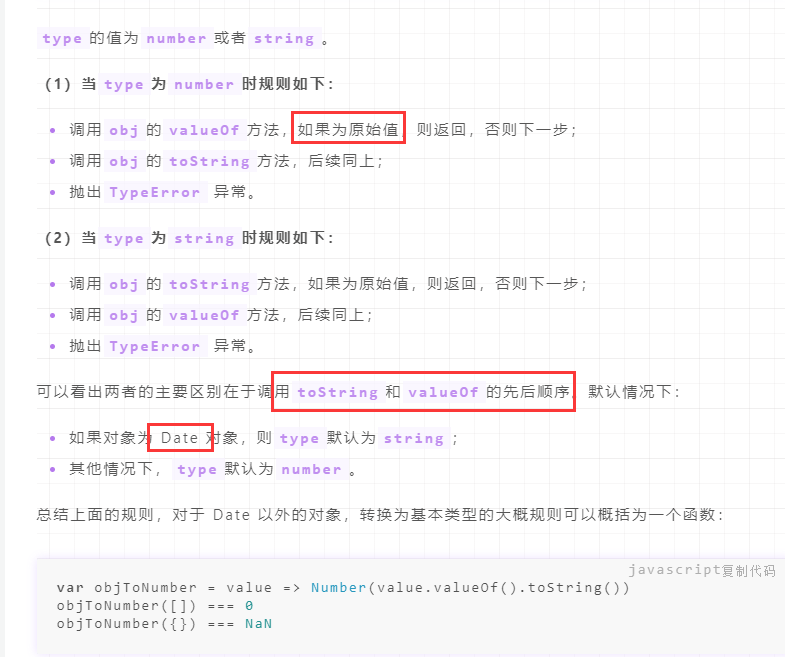 type 的值为 number 或者 string 。
（1）当 type 为 number 时规则如下：
调用 obj 的 valueOf 方法，如果为原始值，则返回，否则下一步；
调用 obj 的 toString 方法，后续同上；
抛出 TypeError 异常。
（2）当 type 为 string 时规则如下：
调用 obj 的 toString 方法，如果为原始值，则返回，否则下一步；
调用 obj 的 valueOf 方法，后续同上；
抛出 TypeError 异常。
可以看出两者的主要区别在于调用 toString 和 valueOf 的先后顺序。默认情况下：
如果对象为 Date 对象，则 type 默认为 string ；
其他情况下， type 默认为 number 。
总结上面的规则，对于 Date 以外的对象，转换为基本类型的大概规则可以概括为一个函数：
javascript复制代码
var objToNumber = value => Number(value.valueOf().toString())
objToNumber([]) === 0
objToNumber({}) === NaN